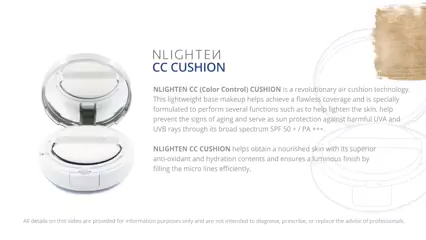 NLIGHTEN
CC CUSHION
NLIGHTEN CC (Color Control) CUSHION is a revolutionary air cushion technology.
This lightweight base makeup helps achieve a flawless coverage and is specially
formulated to perform several functions such as to help lighten the skin, help
prevent the signs of aging and serve as sun protection against harmful UVA and
UVB rays through its broad spectrum SPF 50 + / PA +++.
NLIGHTEN CC CUSHION helps obtain a nourished skin with its superior
anti-oxidant and hydration contents and ensures a luminous finish by
filling the micro lines efficiently.
All details on this slides are provided for information purposes only and are not intended to diagnose, prescribe, or replace the advice of professionals.